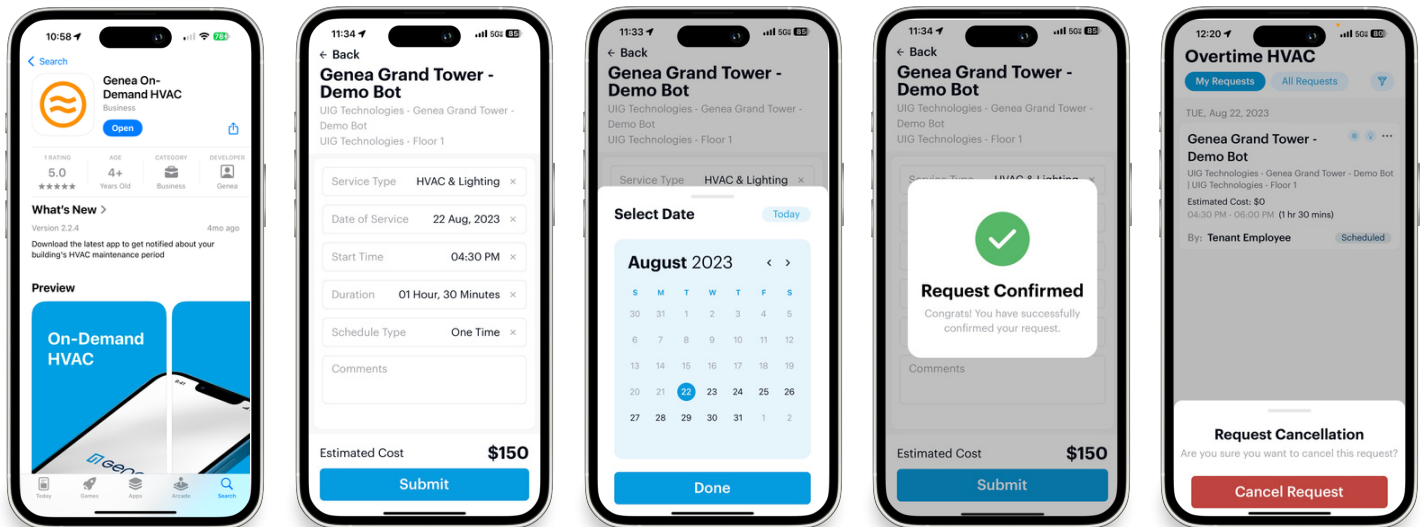 10:58
78
Search
Genea On-
Demand HVAC
Business
Open
1 RATING
5.0
★★★★★
AGE
4+
Years Old
CATEGORY
Business
DEVELOPER
Genea
What's New
Version 2.2.4
4mo ago
Download the latest app to get notified about your
building's HVAC maintenance period
Preview
On-Demand
HVAC
9:41
Today
Games
Apps
Arcade
Search
11:34
85
← Back
Genea Grand Tower -
Demo Bot
UIG Technologies - Genea Grand Tower -
Demo Bot
UIG Technologies - Floor 1
Service Type HVAC & Lighting ×
Date of Service 22 Aug, 2023 ×
Start Time 04:30 PM ×
Duration 01 Hour, 30 Minutes ×
Schedule Type One Time ×
Comments
Estimated Cost $150
Submit
11:33
85
← Back
Genea Grand Tower -
Demo Bot
UIG Technologies - Genea Grand Tower -
Demo Bot
UIG Technologies - Floor 1
Service Type HVAC & Lighting ×
Select Date Today
August 2023 < >
S M T W T F S
30 31 1 2 3 4 5
6 7 8 9 10 11 12
13 14 15 16 17 18 19
20 21 22 23 24 25 26
27 28 29 30 31 1 2
Done
11:34
85
← Back
Genea Grand Tower -
Demo Bot
UIG Technologies - Genea Grand Tower -
Demo Bot
UIG Technologies - Floor 1
Service Type HVAC & Lighting ×
Request Confirmed
Congrats! You have successfully
confirmed your request.
Comments
Estimated Cost $150
Submit
12:20
80
Overtime HVAC
My Requests All Requests
TUE, Aug 22, 2023
Genea Grand Tower -
Demo Bot
UIG Technologies - Genea Grand Tower - Demo Bot
| UIG Technologies - Floor 1
Estimated Cost: $0
04:30 PM - 06:00 PM (1 hr 30 mins)
By: Tenant Employee Scheduled
Request Cancellation
Are you sure you want to cancel this request?
Cancel Request